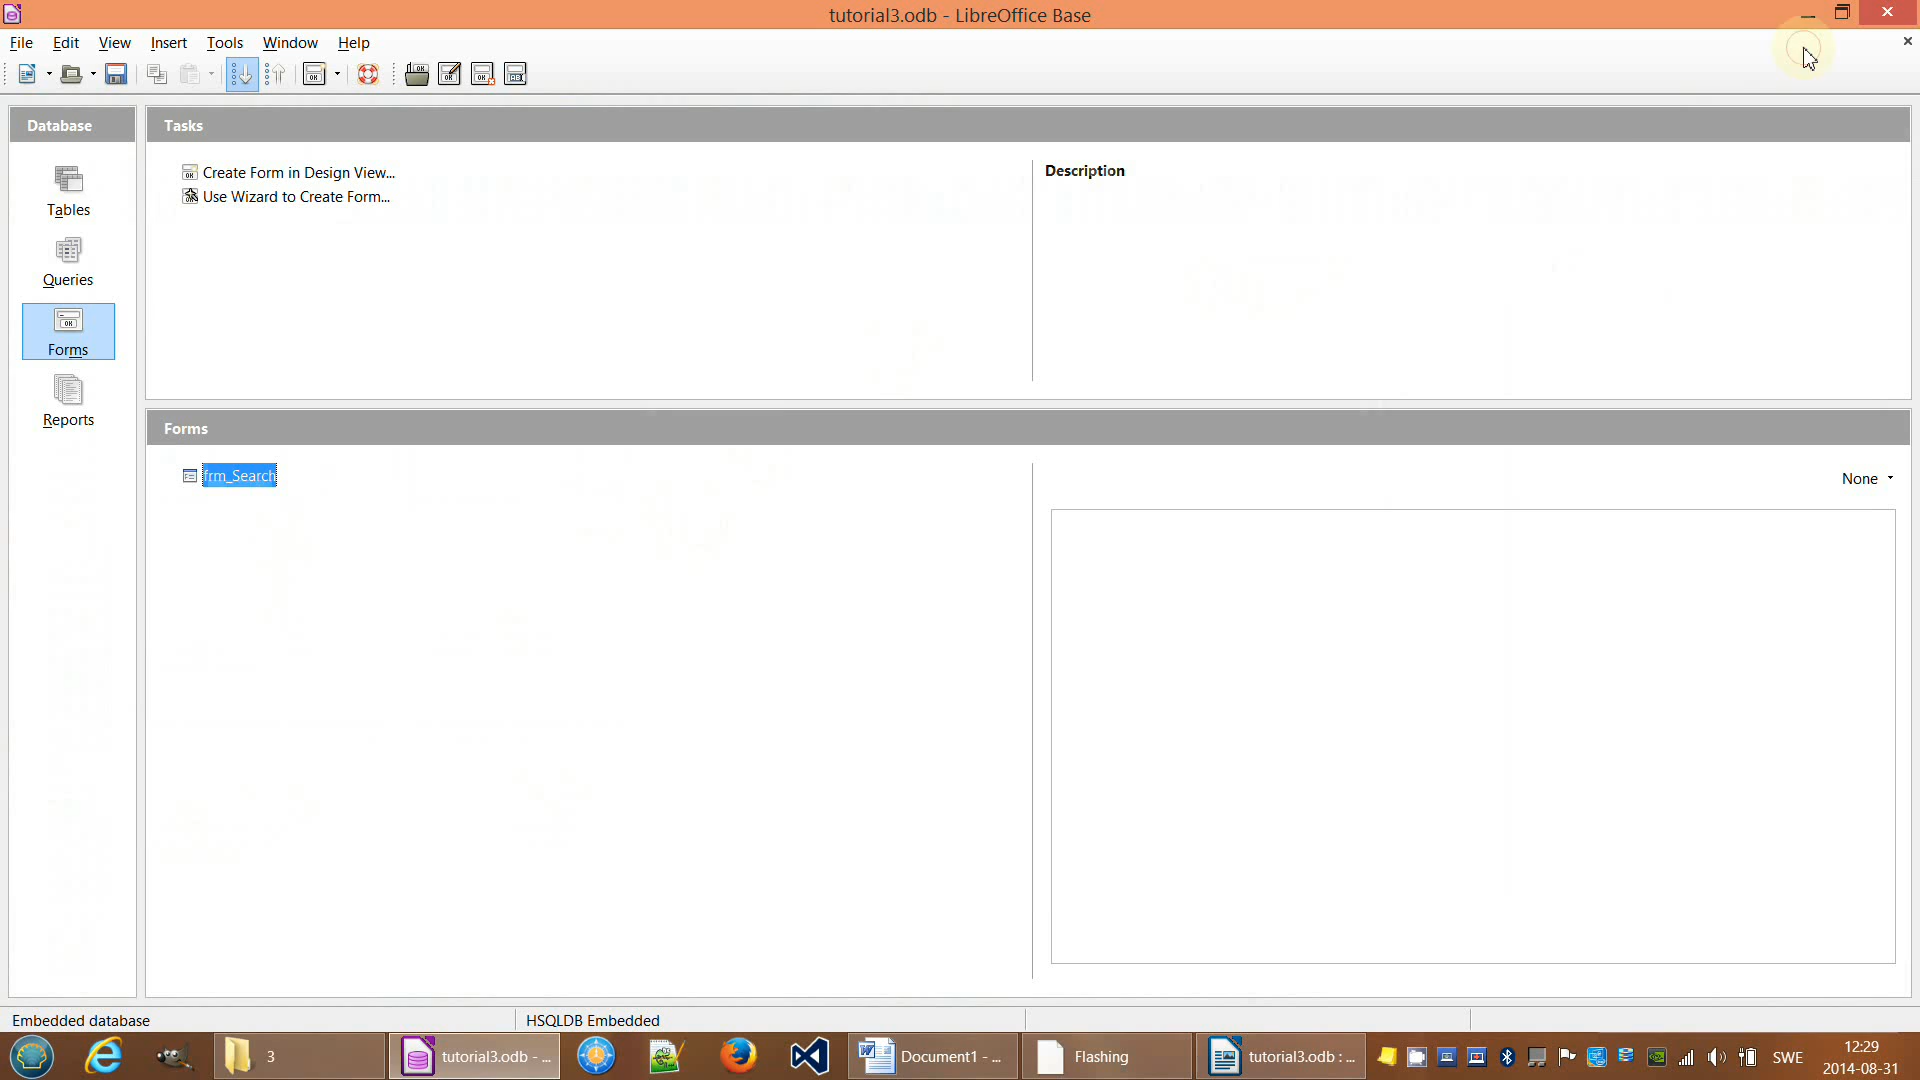 tutorial3.odb - LibreOffice Base
File Edit View Insert Tools Window Help
Database
Tasks
Tables
Queries
Forms
Reports
Create Form in Design View...
Use Wizard to Create Form...
Description
Forms
frm_Search
None
Embedded database
HSQLDB Embedded
3
tutorial3.odb - ...
Document1 - ...
Flashing
tutorial3.odb : ...
SWE
12:29
2014-08-31